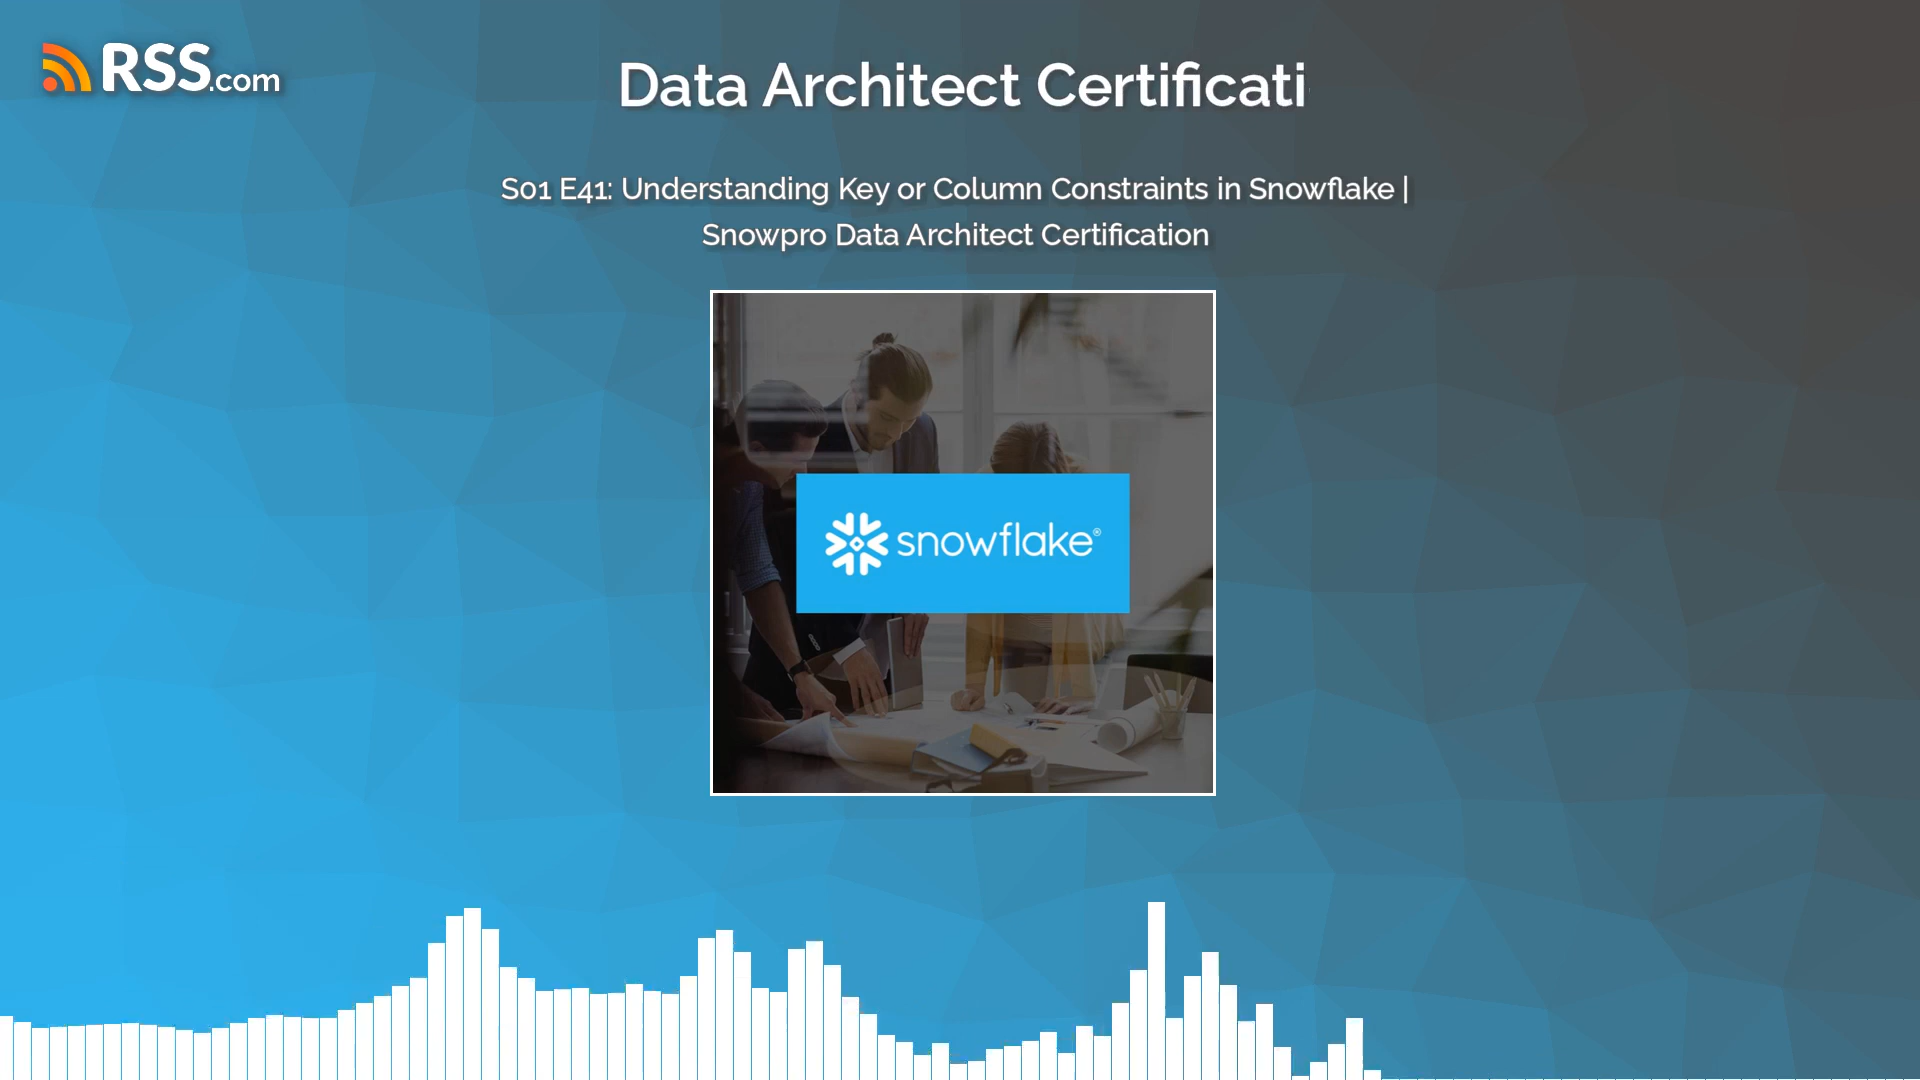 RSS.com
Data Architect Certificati
S01 E41: Understanding Key or Column Constraints in Snowflake |
Snowpro Data Architect Certification
snowflake®